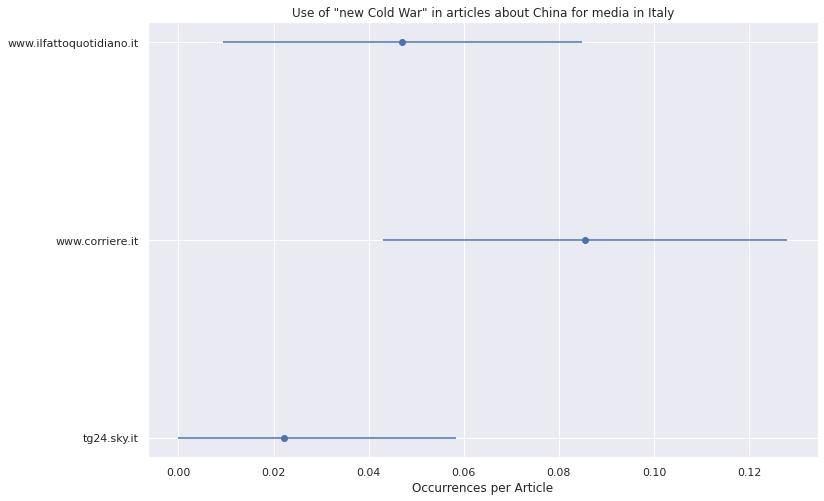 Use of "new Cold War" in articles about China for media in Italy
www.ilfattoquotidiano.it
www.corriere.it
tg24.sky.it
0.00 0.02 0.04 0.06 0.08 0.10 0.12
Occurrences per Article